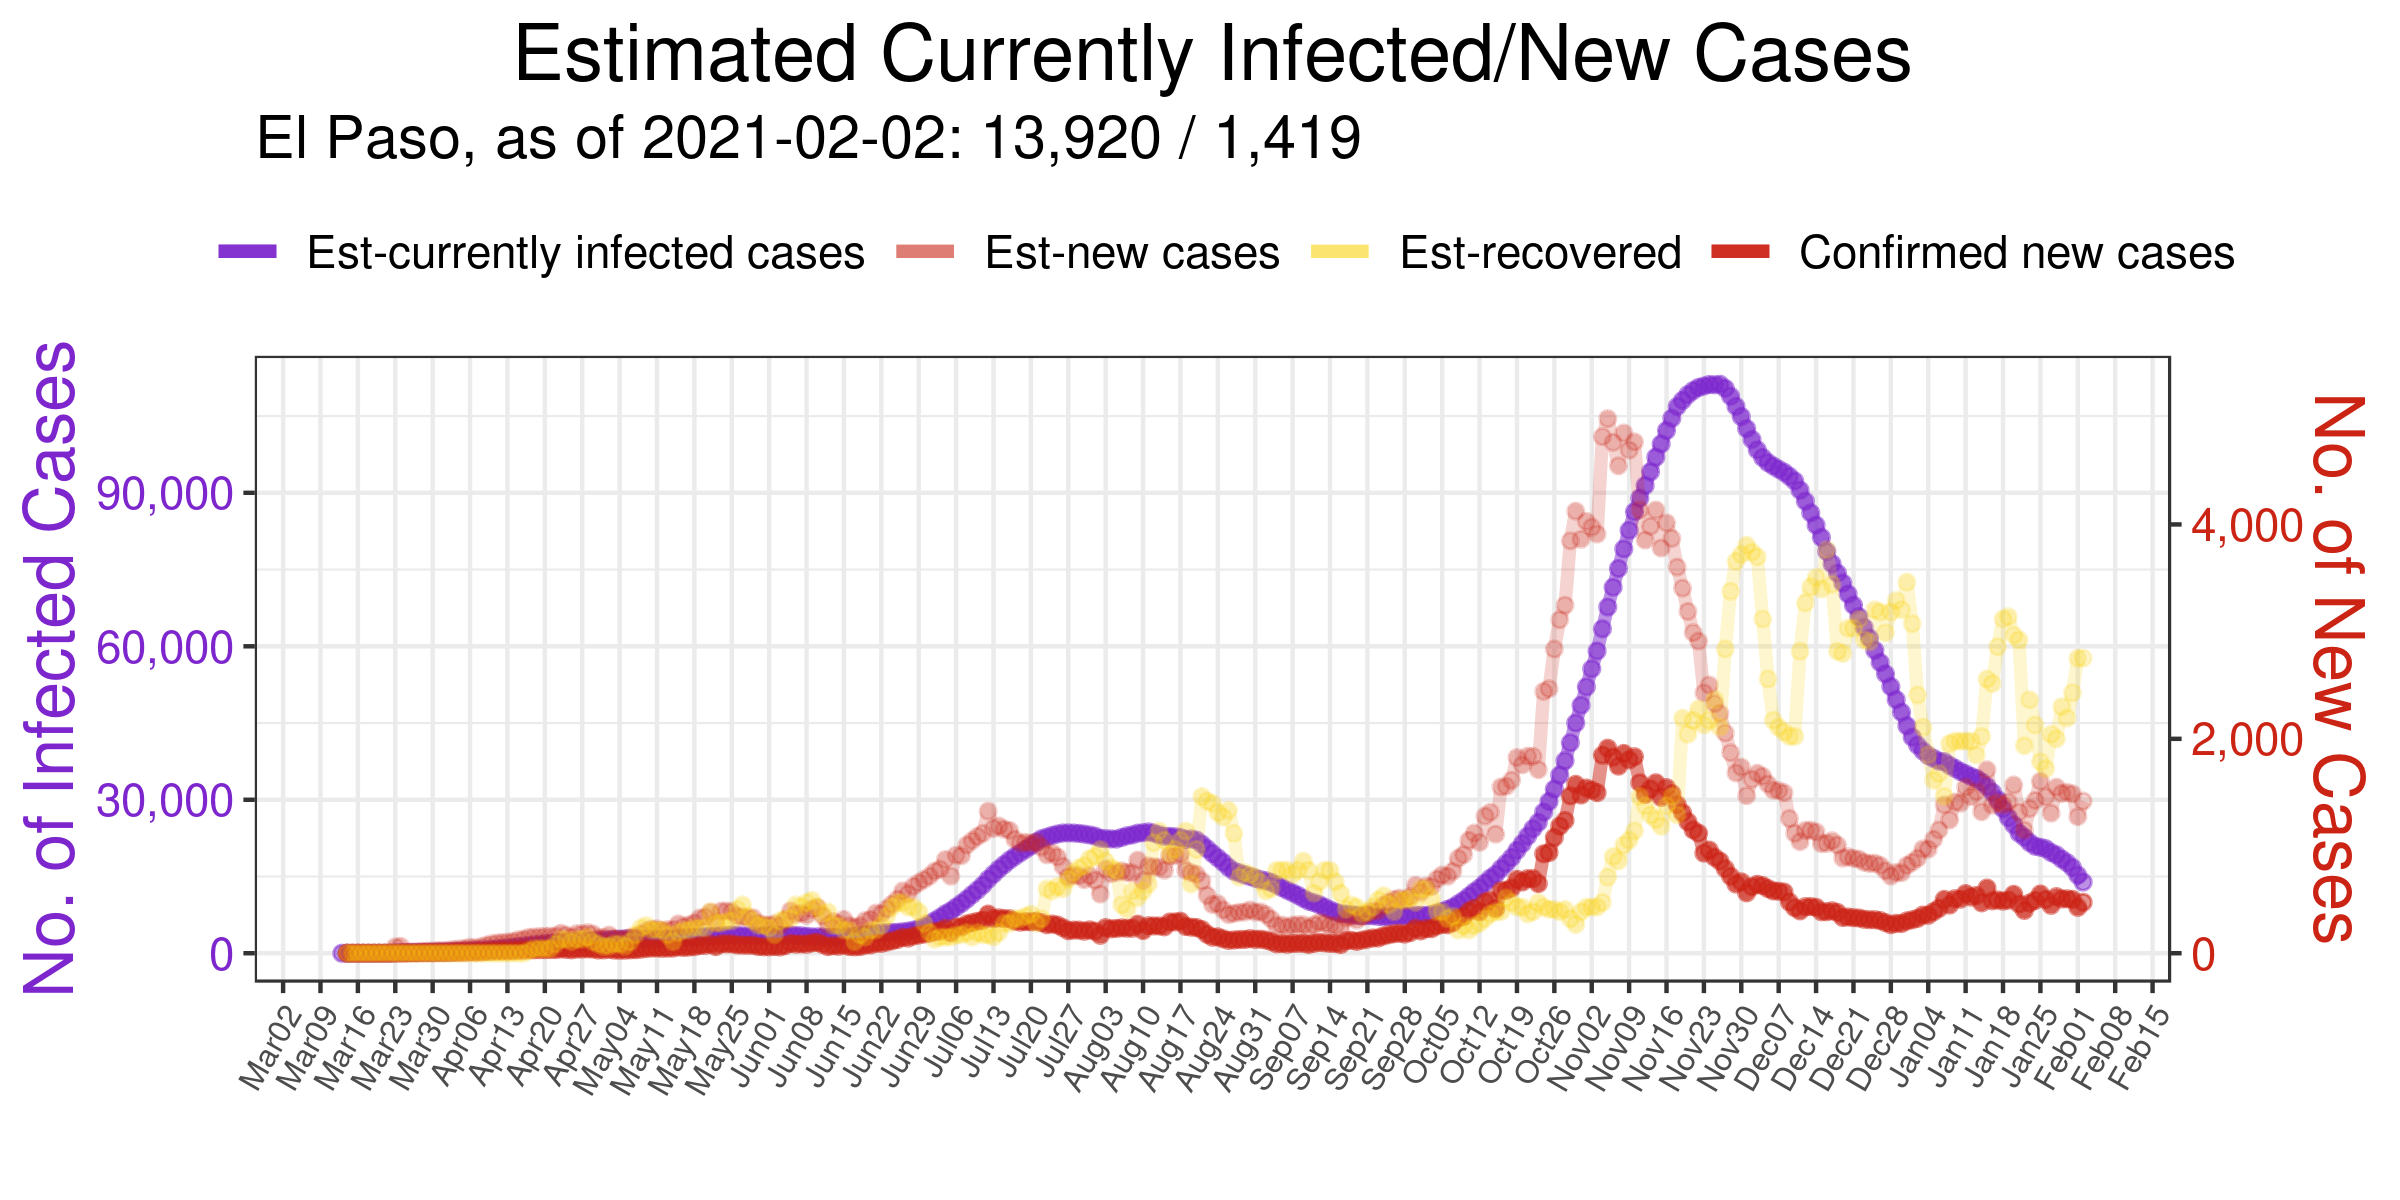 Estimated Currently Infected/New Cases
El Paso, as of 2021-02-02: 13,920 / 1,419
Est-currently infected cases Est-new cases Est-recovered Confirmed new cases
No. of Infected Cases
90,000
60,000
30,000
0
4,000
2,000
0
No. of New Cases
Mar02 Mar09 Mar16 Mar23 Mar30 Apr06 Apr13 Apr20 Apr27 May04 May11 May18 May25 Jun01 Jun08 Jun15 Jun22 Jun29 Jul06 Jul13 Jul20 Jul27 Aug03 Aug10 Aug17 Aug24 Aug31 Sep07 Sep14 Sep21 Sep28 Oct05 Oct12 Oct19 Oct26 Nov02 Nov09 Nov16 Nov23 Nov30 Dec07 Dec14 Dec21 Dec28 Jan04 Jan11 Jan18 Jan25 Feb01 Feb08 Feb15